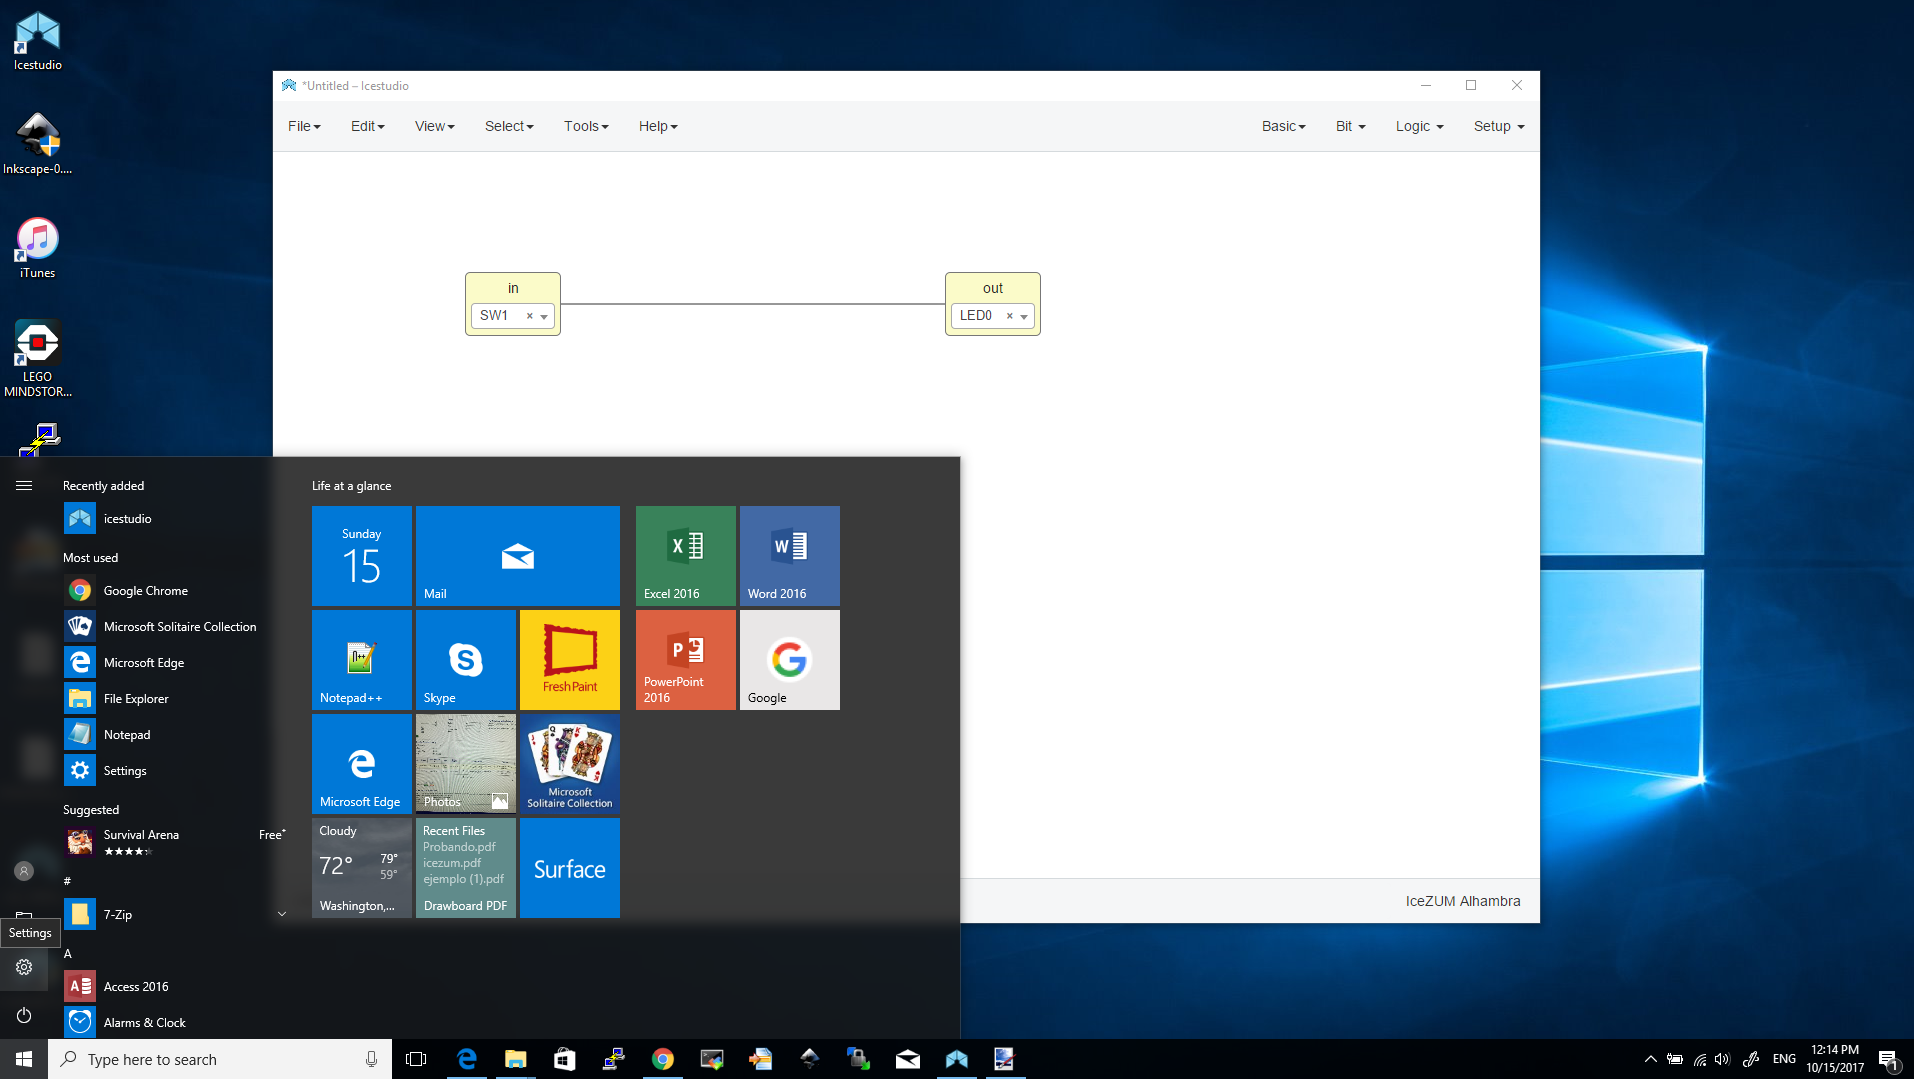 Icestudio
Inkscape-0....
iTunes
LEGO
MINDSTOR...
*Untitled – Icestudio
File Edit View Select Tools Help Basic Bit Logic Setup
in
SW1 ×
out
LED0 ×
IceZUM Alhambra
Recently added
icestudio
Most used
Google Chrome
Microsoft Solitaire Collection
Microsoft Edge
File Explorer
Notepad
Settings
Suggested
Survival Arena Free*
#
7-Zip
Settings
A
Access 2016
Alarms & Clock
Life at a glance
Sunday
15
Mail
Excel 2016
Word 2016
Notepad++
Skype
Fresh Paint
PowerPoint
2016
Google
Microsoft Edge
Photos
Microsoft
Solitaire Collection
Cloudy
72° 79°
59°
Washington,...
Recent Files
Probando.pdf
icezum.pdf
ejemplo (1).pdf
Drawboard PDF
Surface
Type here to search
ENG
12:14 PM
10/15/2017
1